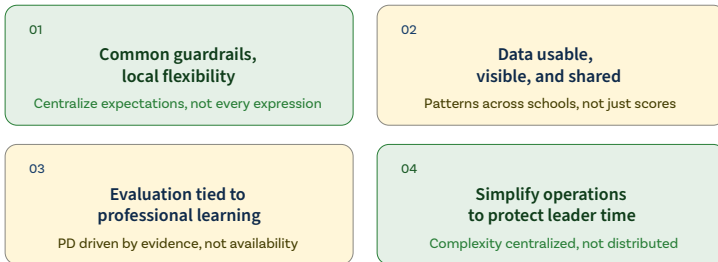 01
Common guardrails,
local flexibility
Centralize expectations, not every expression
02
Data usable,
visible, and shared
Patterns across schools, not just scores
03
Evaluation tied to
professional learning
PD driven by evidence, not availability
04
Simplify operations
to protect leader time
Complexity centralized, not distributed